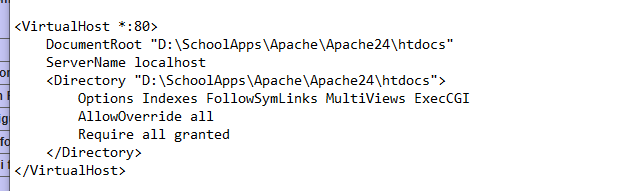 <VirtualHost *:80>
DocumentRoot "D:\SchoolApps\Apache\Apache24\htdocs"
ServerName localhost
<Directory "D:\SchoolApps\Apache\Apache24\htdocs">
Options Indexes FollowSymLinks MultiViews ExecCGI
AllowOverride all
Require all granted
</Directory>
</VirtualHost>